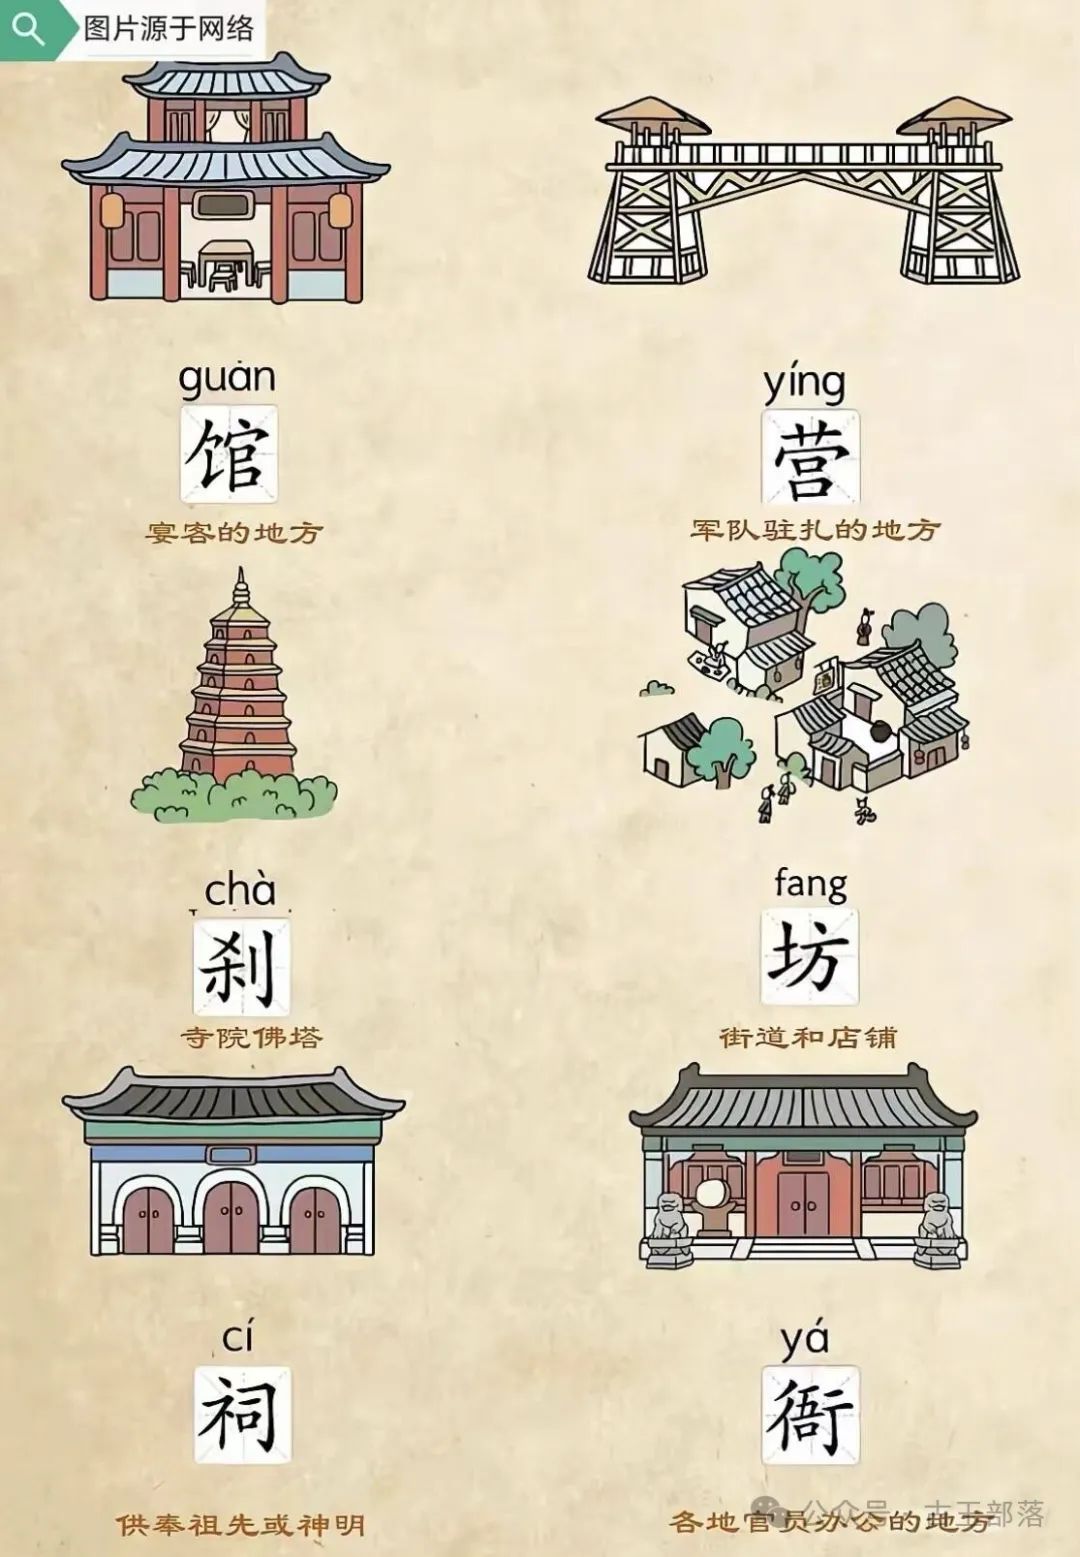 图片源于网络
guǎn
yíng
馆
营
宴客的地方
军队驻扎的地方
酒
chà
fang
刹
坊
寺院佛塔
街道和店铺
cí
yá
祠
衙
供奉祖先或神明
各地官员办公的地方
公众号·古王部落